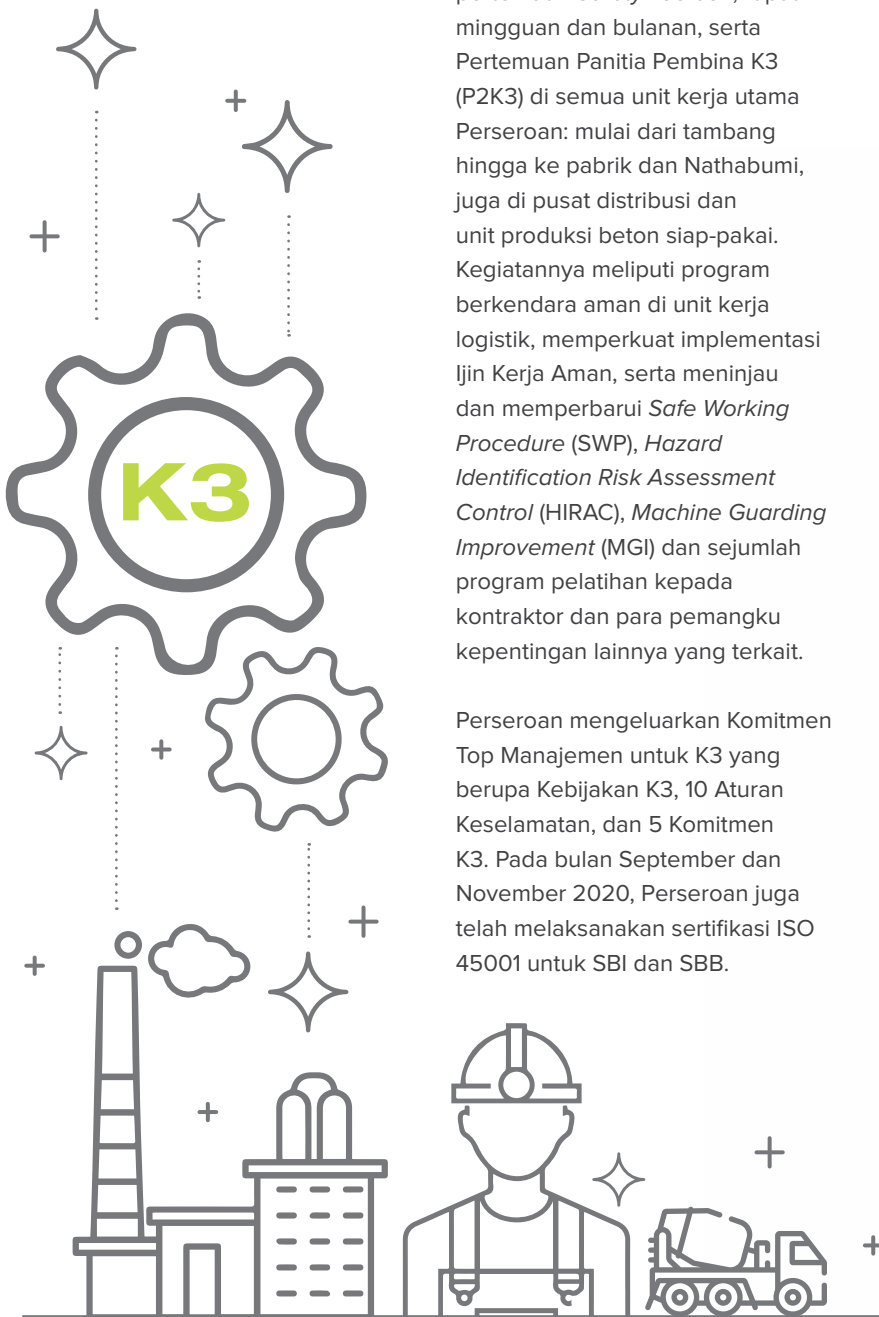 mingguan dan bulanan, serta
Pertemuan Panitia Pembina K3
(P2K3) di semua unit kerja utama
Perseroan: mulai dari tambang
hingga ke pabrik dan Nathabumi,
juga di pusat distribusi dan
unit produksi beton siap-pakai.
Kegiatannya meliputi program
berkendara aman di unit kerja
logistik, memperkuat implementasi
Ijin Kerja Aman, serta meninjau
dan memperbarui Safe Working
Procedure (SWP), Hazard
Identification Risk Assessment
Control (HIRAC), Machine Guarding
Improvement (MGI) dan sejumlah
program pelatihan kepada
kontraktor dan para pemangku
kepentingan lainnya yang terkait.
Perseroan mengeluarkan Komitmen
Top Manajemen untuk K3 yang
berupa Kebijakan K3, 10 Aturan
Keselamatan, dan 5 Komitmen
K3. Pada bulan September dan
November 2020, Perseroan juga
telah melaksanakan sertifikasi ISO
45001 untuk SBI dan SBB.
K3